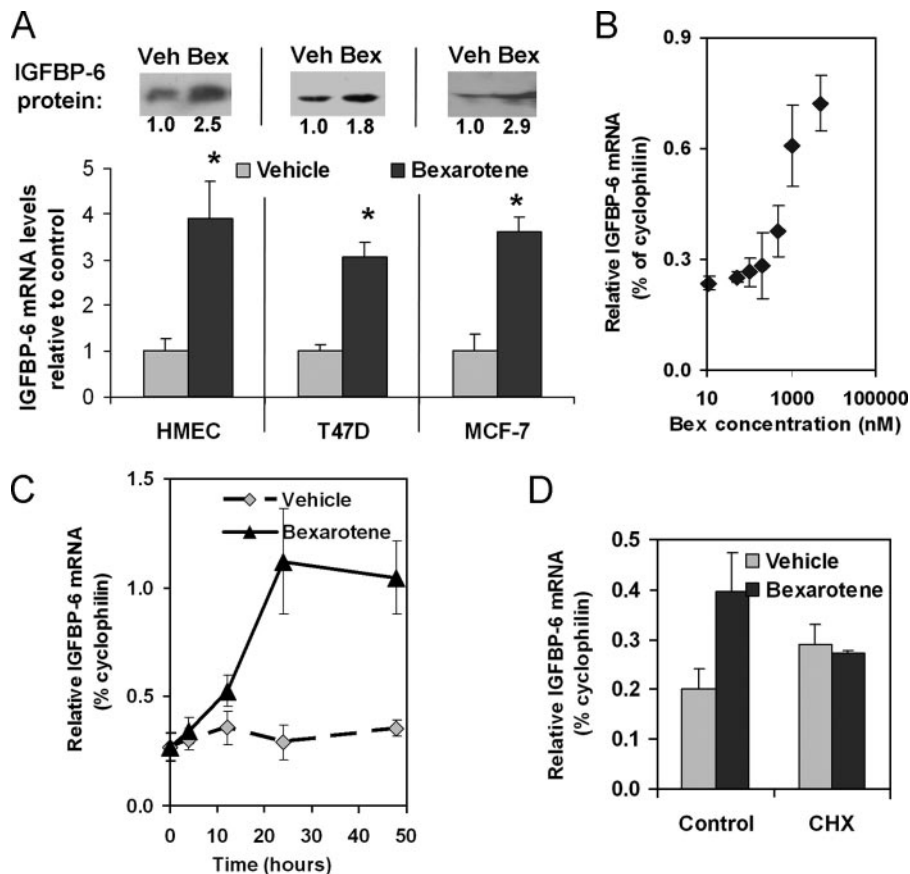 A
Veh Bex
Veh Bex
Veh Bex
IGFBP-6
protein:
1.0 2.5
1.0 1.8
1.0 2.9
IGFBP-6 mRNA levels
relative to control
5
4
3
2
1
0
Vehicle
Bexarotene
*
*
*
HMEC
T47D
MCF-7
B
Relative IGFBP-6 mRNA
(% of cyclophilin)
0.9
0.6
0.3
0.0
10
1000
100000
Bex concentration (nM)
C
Relative IGFBP-6 mRNA
(% cyclophilin)
1.5
1.0
0.5
0.0
Vehicle
Bexarotene
0 10 20 30 40 50
Time (hours)
D
Relative IGFBP-6 mRNA
(% cyclophilin)
0.5
0.4
0.3
0.2
0.1
0.0
Vehicle
Bexarotene
Control
CHX